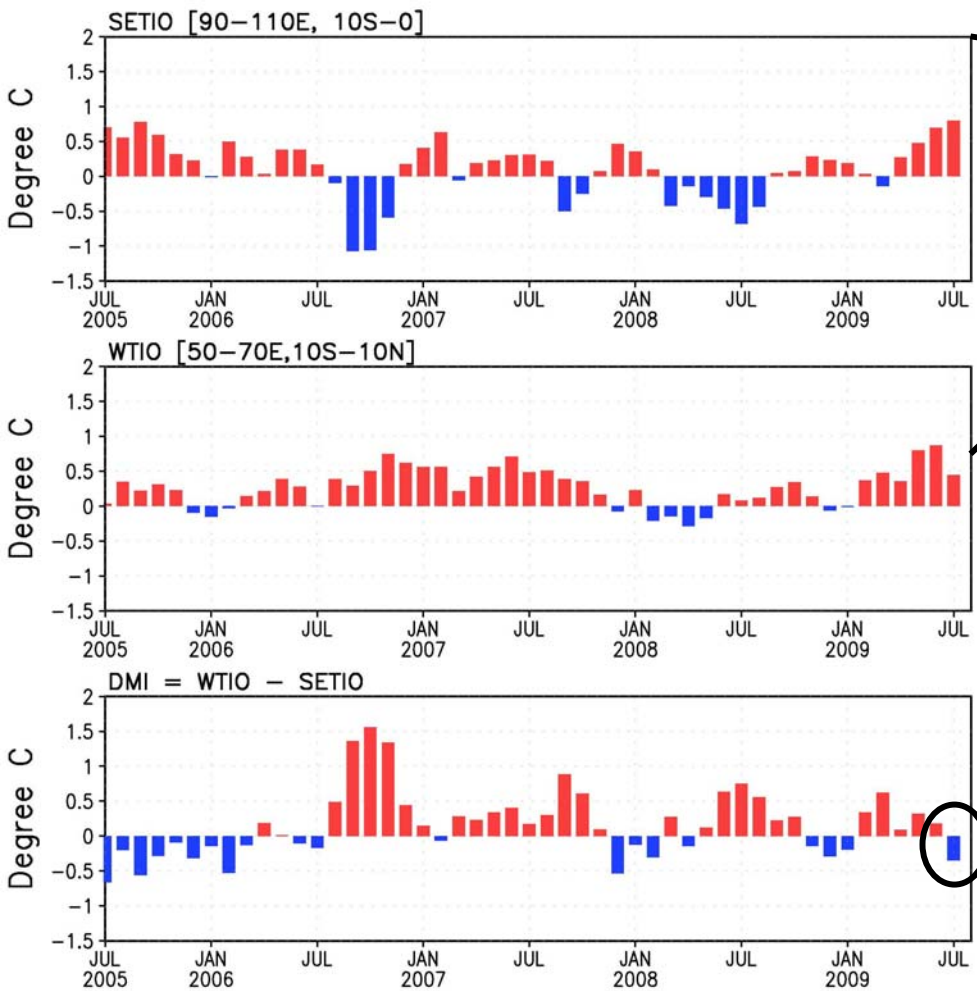 SETIO [90-110E, 10S-0]
Degree C
2
1.5
1
0.5
0
-0.5
-1
-1.5
JUL JAN JUL JAN JUL JAN JUL JAN JUL
2005 2006 2007 2008 2009
WTIO [50-70E,10S-10N]
Degree C
2
1.5
1
0.5
0
-0.5
-1
-1.5
JUL JAN JUL JAN JUL JAN JUL JAN JUL
2005 2006 2007 2008 2009
DMI = WTIO - SETIO
Degree C
2
1.5
1
0.5
0
-0.5
-1
-1.5
JUL JAN JUL JAN JUL JAN JUL JAN JUL
2005 2006 2007 2008 2009